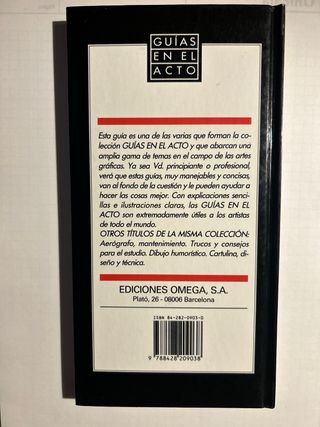 GUÍAS
EN EL
ACTO
Esta guía es una de las varias que forman la co-
lección GUÍAS EN EL ACTO y que abarcan una
amplia gama de temas en el campo de las artes
gráficas. Ya sea Vd. principiante o profesional,
verá que estas guías, muy manejables y concisas,
van al fondo de la cuestión y le pueden ayudar a
hacer las cosas mejor. Con explicaciones senci-
llas e ilustraciones claras, las GUÍAS EN EL
ACTO son extremadamente útiles a los artistas
de todo el mundo.
OTROS TÍTULOS DE LA MISMA COLECCIÓN:
Aerógrafo, mantenimiento. Trucos y consejos
para el estudio. Dibujo humorístico. Cartulina, di-
seño y técnica.
EDICIONES OMEGA, S.A.
Plató, 26 - 08006 Barcelona
ISBN 84-282-0903-0
9 788428 209038